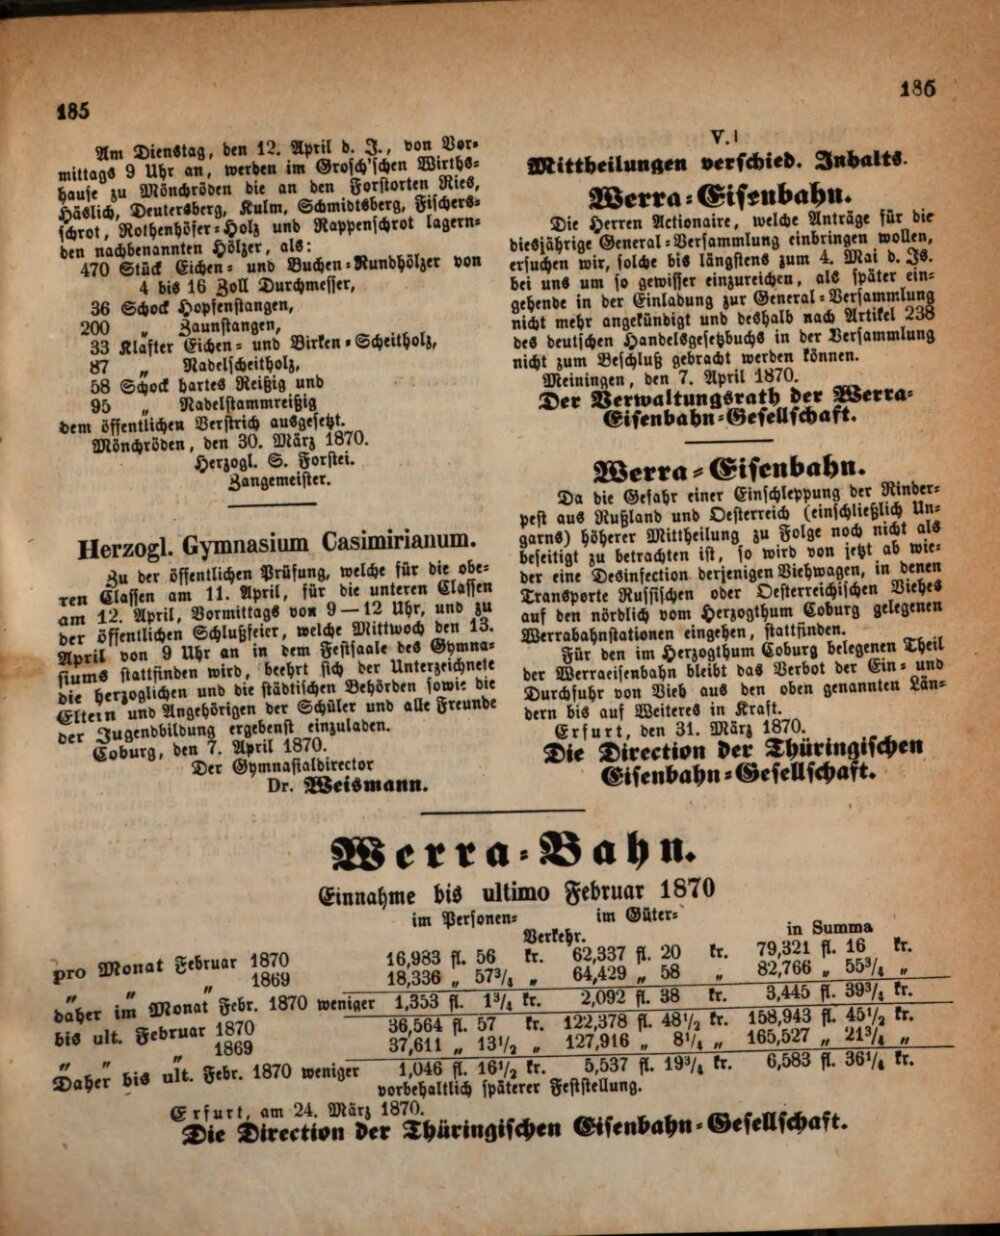 185
Am Dienstag, den 12. April d. J., von Vor-
mittags 9 Uhr an, werden im Grosch'schen Wirths-
hause zu Mönchröden die an den Forstorten Ries,
Häslich, Deutersberg, Kulm, Schmidtsberg, Fischers-
schrot, Rothenhöfer-Holz und Rappenschrot lagern-
den nachbenannten Hölzer, als:
470 Stück Eichen- und Buchen-Rundhölzer von
4 bis 16 Zoll Durchmesser,
36 Schock Hopfenstangen,
200 „ Zaunstangen,
33 Klafter Eichen- und Birken-Scheitholz,
87 „ Nadelscheitholz,
58 Schock hartes Reißig und
95 „ Nadelstammreißig
dem öffentlichen Verstrich ausgesetzt.
Mönchröden, den 30. März 1870.
Herzogl. S. Forstei.
Zangemeister.
Herzogl. Gymnasium Casimirianum.
Zu der öffentlichen Prüfung, welche für die obe-
ren Classen am 11. April, für die unteren Classen
am 12. April, Vormittags von 9—12 Uhr, und zu
der öffentlichen Schlußfeier, welche Mittwoch den 13.
April von 9 Uhr an in dem Festsaale des Gymna-
siums stattfinden wird, beehrt sich der Unterzeichnete
die herzoglichen und die städtischen Behörden sowie die
Eltern und Angehörigen der Schüler und alle Freunde
der Jugendbildung ergebenst einzuladen.
Coburg, den 7. April 1870.
Der Gymnasialdirector
Dr. Weismann.
186
V.
Mittheilungen verschied. Inhalts.
Werra-Eisenbahn.
Die Herren Actionaire, welche Anträge für die
diesjährige General-Versammlung einbringen wollen,
ersuchen wir, solche bis längstens zum 4. Mai d. Js.
bei uns um so gewisser einzureichen, als später ein-
gehende in der Einladung zur General-Versammlung
nicht mehr angekündigt und deshalb nach Artikel 238
des deutschen Handelsgesetzbuchs in der Versammlung
nicht zum Beschluß gebracht werden können.
Meiningen, den 7. April 1870.
Der Verwaltungsrath der Werra-
Eisenbahn-Gesellschaft.
Werra-Eisenbahn.
Da die Gefahr einer Einschleppung der Rinder-
pest aus Rußland und Oesterreich (einschließlich Un-
garns) höherer Mittheilung zu Folge noch nicht als
beseitigt zu betrachten ist, so wird von jetzt ab wie-
der eine Desinfection derjenigen Viehwagen, in denen
Transporte Russischen oder Oesterreichischen Viehes
auf den nördlich vom Herzogthum Coburg gelegenen
Werrabahnstationen eingehen, stattfinden.
Für den im Herzogthum Coburg belegenen Theil
der Werraeisenbahn bleibt das Verbot der Ein- und
Durchfuhr von Vieh aus den oben genannten Län-
dern bis auf Weiteres in Kraft.
Erfurt, den 31. März 1870.
Die Direction der Thüringischen
Eisenbahn-Gesellschaft.
Werra-Bahn.
Einnahme bis ultimo Februar 1870
im Personen- im Güter-
Verkehr. in Summa
pro Monat Februar 1870 16,983 fl. 56 kr. 62,337 fl. 20 kr. 79,321 fl. 16 kr.
„ „ „ 1869 18,336 „ 57¾ „ 64,429 „ 58 „ 82,766 „ 55¾ „
daher im Monat Febr. 1870 weniger 1,353 fl. 1¾ kr. 2,092 fl. 38 kr. 3,445 fl. 39¾ kr.
bis ult. Februar 1870 36,564 fl. 57 kr. 122,378 fl. 48½ kr. 158,943 fl. 45½ kr.
„ „ „ 1869 37,611 „ 13½ „ 127,916 „ 8¼ „ 165,527 „ 21¾ „
Daher bis ult. Febr. 1870 weniger 1,046 fl. 16½ kr. 5,537 fl. 19¾ kr. 6,583 fl. 36¼ kr.
vorbehaltlich späterer Feststellung.
Erfurt, am 24. März 1870.
Die Direction der Thüringischen Eisenbahn-Gesellschaft.